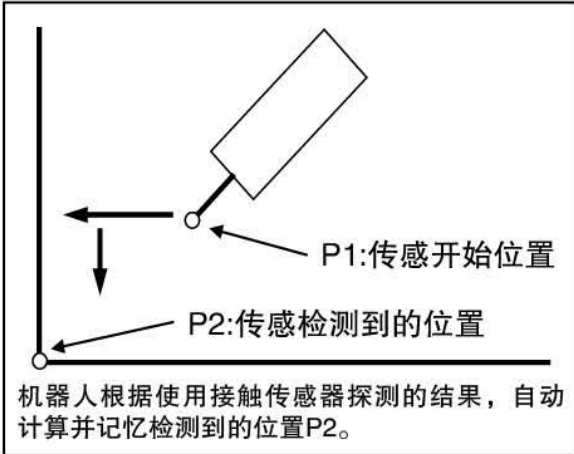 P1:传感开始位置
P2:传感检测到的位置
机器人根据使用接触传感器探测的结果，自动
计算并记忆检测到的位置P2。